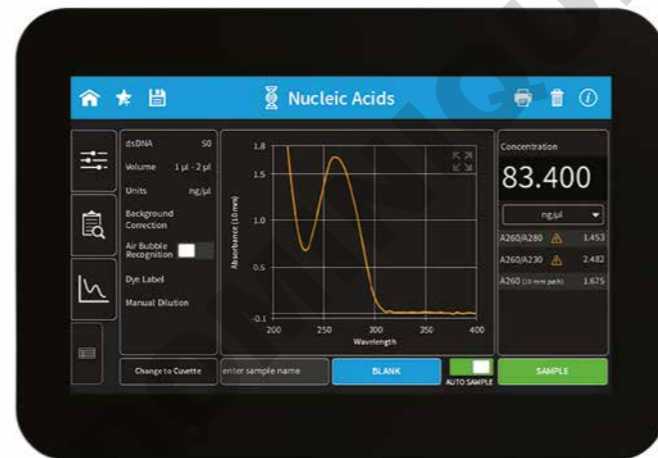 Nucleic Acids
dsDNA 50
Volume 1 µl - 2 µl
Units ng/µl
Background
Correction
Air Bubble
Recognition
Dye Label
Manual Dilution
1.8
1.5
1.0
0.5
-0.1
200 250 300 350 400
Absorbance (10 mm)
Wavelength
Concentration
83.400
ng/µl
A260/A280 1.453
A260/A230 2.482
A260 (10 mm path) 1.675
Change to Cuvette
enter sample name
BLANK
AUTO SAMPLE
SAMPLE